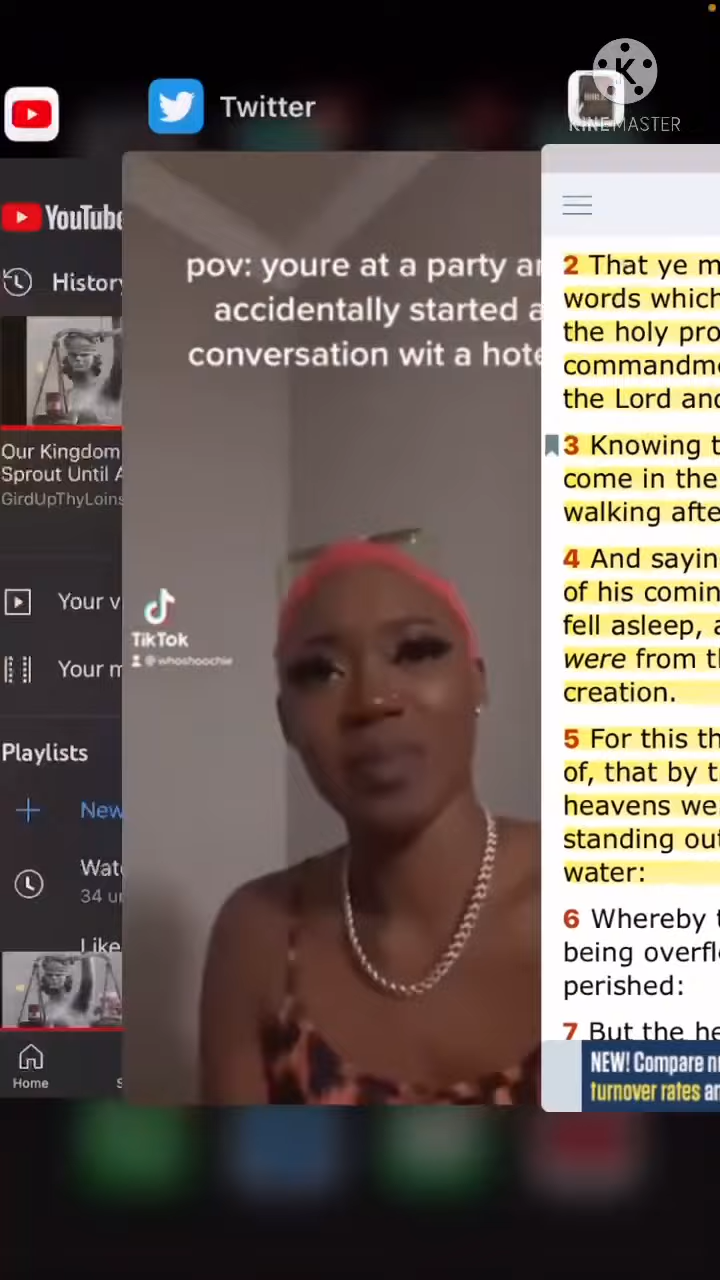 Twitter
KINEMASTER
YouTube
History
Our Kingdom
Sprout Until A
GirdUpThyLoins
Your v
Your m
Playlists
New
Wat
34 un
Like
Home
S
pov: youre at a party an
accidentally started a
conversation wit a hote
TikTok
@whoshoochie
2 That ye m
words which
the holy pro
commandme
the Lord and
3 Knowing t
come in the
walking afte
4 And sayin
of his comin
fell asleep, a
were from th
creation.
5 For this th
of, that by t
heavens we
standing out
water:
6 Whereby t
being overfl
perished:
7 But the he
NEW! Compare n
turnover rates an